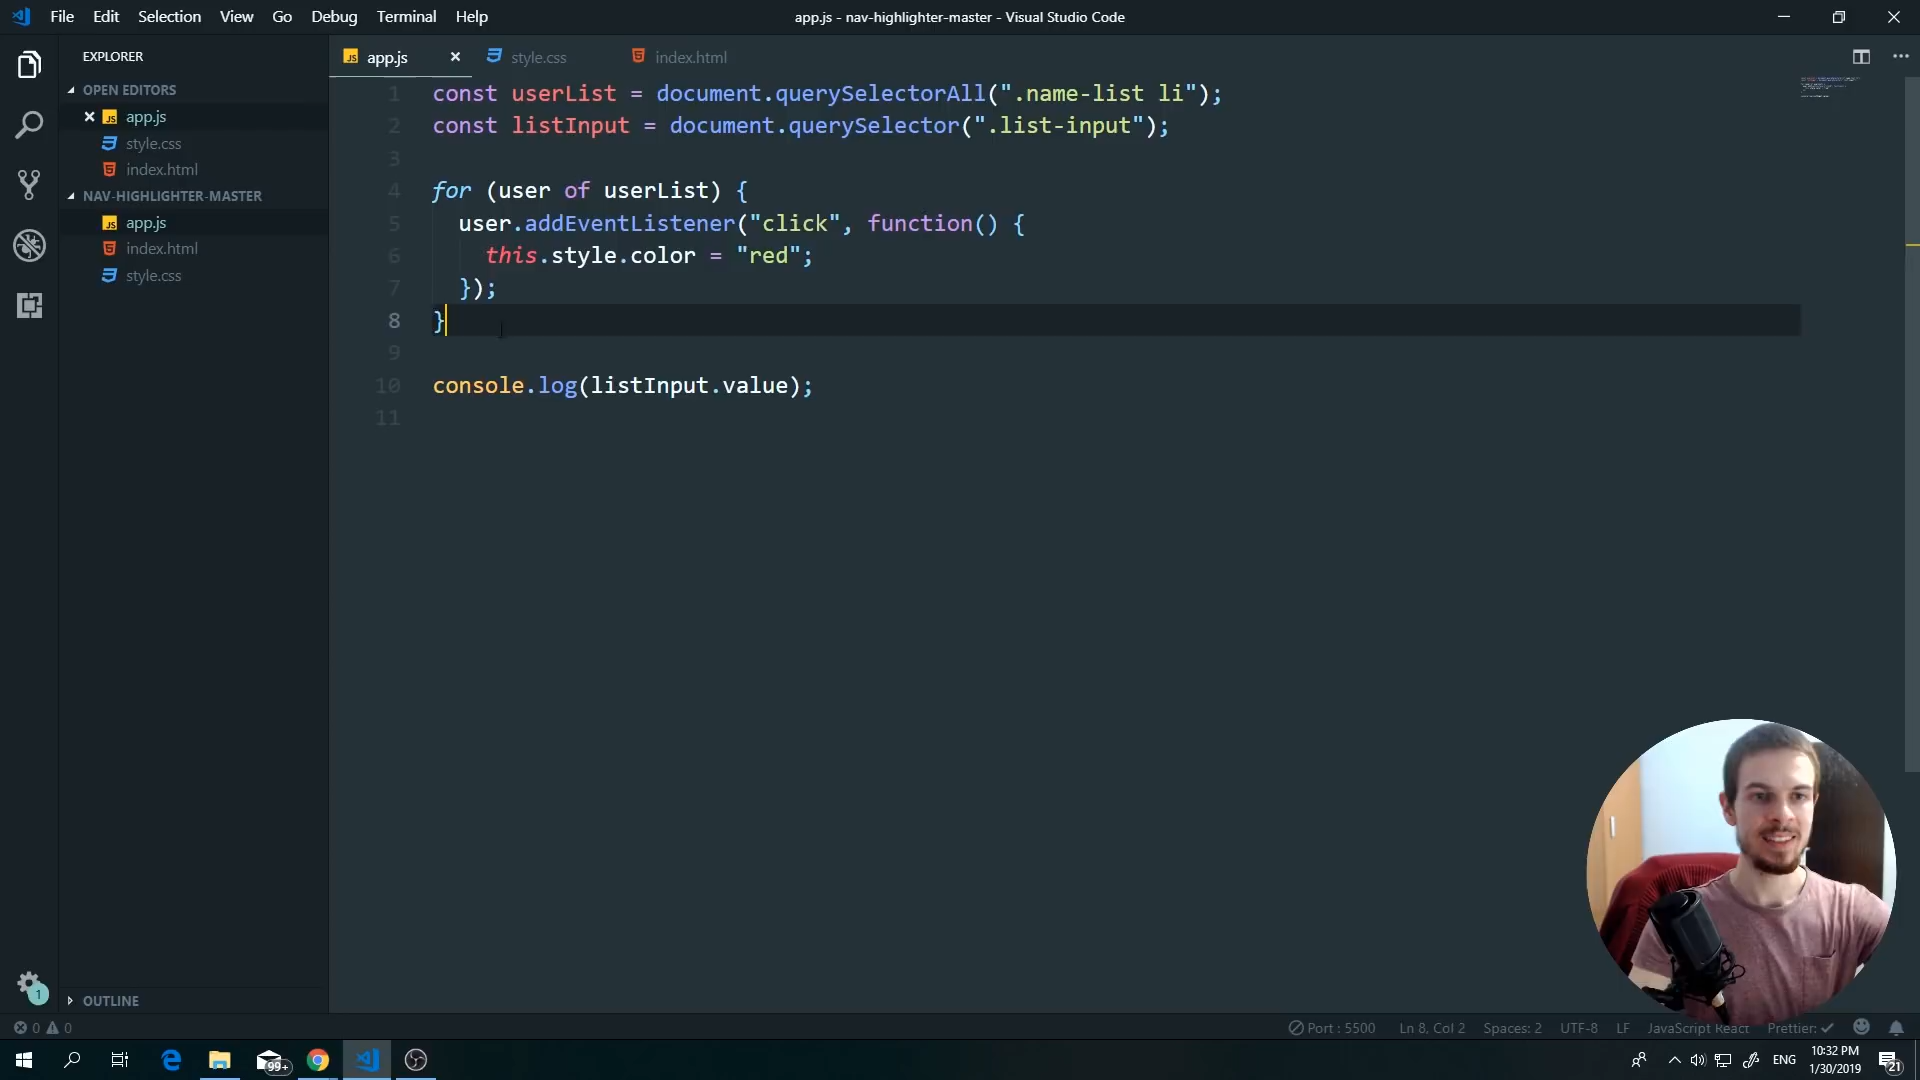 File Edit Selection View Go Debug Terminal Help
app.js - nav-highlighter-master - Visual Studio Code
EXPLORER
OPEN EDITORS
app.js
style.css
index.html
NAV-HIGHLIGHTER-MASTER
app.js
index.html
style.css
OUTLINE
app.js
style.css
index.html
1 const userList = document.querySelectorAll(".name-list li");
2 const listInput = document.querySelector(".list-input");
3
4 for (user of userList) {
5 user.addEventListener("click", function() {
6 this.style.color = "red";
7 });
8 }
9
10 console.log(listInput.value);
11
0 0
Port : 5500 Ln 8, Col 2 Spaces: 2 UTF-8 LF JavaScript React Prettier: ✓
1
99+
ENG
10:32 PM
1/30/2019
21